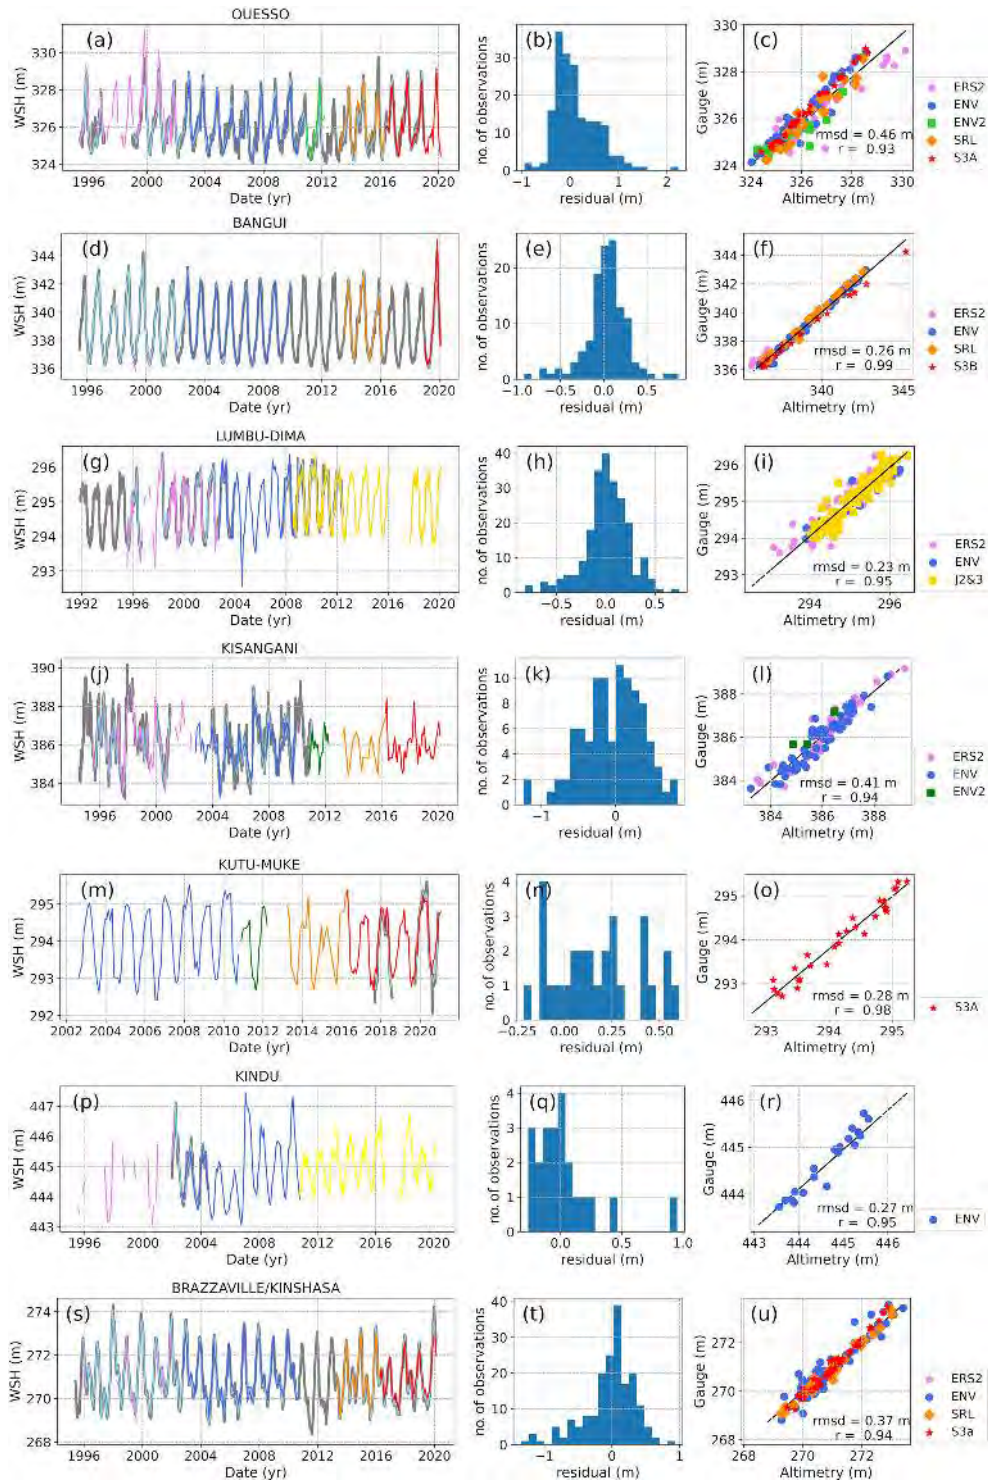 QUESSO
(a)
WSH (m)
330
328
326
324
1996 2000 2004 2008 2012 2016 2020
Date (yr)
(b)
no. of observations
30
20
10
0
−1 0 1 2
residual (m)
(c)
Gauge (m)
330
328
326
324
324 326 328 330
Altimetry (m)
rmsd = 0.46 m
r = 0.93
ERS2
ENV
ENV2
SRL
S3A
BANGUI
(d)
WSH (m)
344
342
340
338
336
1996 2000 2004 2008 2012 2016 2020
Date (yr)
(e)
no. of observations
20
10
0
−1.0 −0.5 0.0 0.5
residual (m)
(f)
Gauge (m)
344
342
340
338
336
340 345
Altimetry (m)
rmsd = 0.26 m
r = 0.99
ERS2
ENV
SRL
S3B
LUMBU-DIMA
(g)
WSH (m)
296
295
294
293
1992 1996 2000 2004 2008 2012 2016 2020
Date (yr)
(h)
no. of observations
40
30
20
10
0
−0.5 0.0 0.5
residual (m)
(i)
Gauge (m)
296
295
294
293
294 296
Altimetry (m)
rmsd = 0.23 m
r = 0.95
ERS2
ENV
J2&3
KISANGANI
(j)
WSH (m)
390
388
386
384
1996 2000 2004 2008 2012 2016 2020
Date (yr)
(k)
no. of observations
10
8
6
4
2
0
−1 0
residual (m)
(l)
Gauge (m)
388
386
384
384 386 388
Altimetry (m)
rmsd = 0.41 m
r = 0.94
ERS2
ENV
ENV2
KUTU-MUKE
(m)
WSH (m)
295
294
293
292
2002 2004 2006 2008 2010 2012 2014 2016 2018 2020
Date (yr)
(n)
no. of observations
4
3
2
1
0
−0.25 0.00 0.25 0.50
residual (m)
(o)
Gauge (m)
295
294
293
293 294 295
Altimetry (m)
rmsd = 0.28 m
r = 0.98
S3A
KINDU
(p)
WSH (m)
447
446
445
444
443
1996 2000 2004 2008 2012 2016 2020
Date (yr)
(q)
no. of observations
4
3
2
1
0
0.0 0.5 1.0
residual (m)
(r)
Gauge (m)
446
445
444
443 444 445 446
Altimetry (m)
rmsd = 0.27 m
r = 0.95
ENV
BRAZZAVILLE/KINSHASA
(s)
WSH (m)
274
272
270
268
1996 2000 2004 2008 2012 2016 2020
Date (yr)
(t)
no. of observations
40
30
20
10
0
−1 0 1
residual (m)
(u)
Gauge (m)
272
270
268
268 270 272
Altimetry (m)
rmsd = 0.37 m
r = 0.94
ERS2
ENV
SRL
S3a